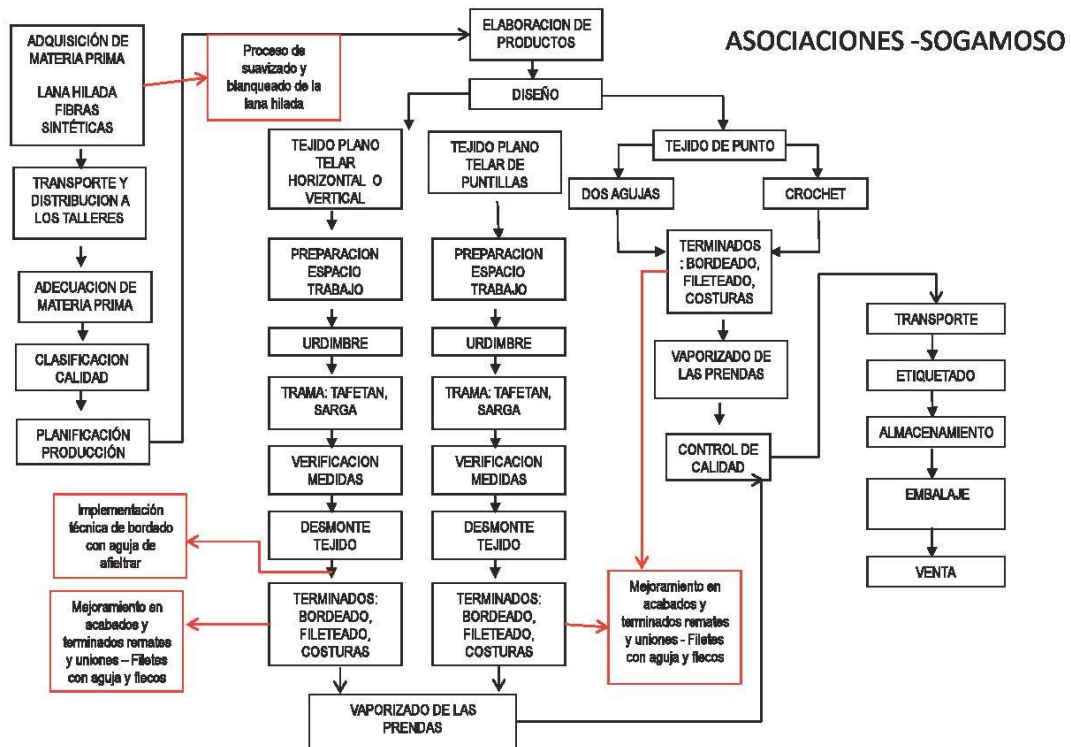 ASOCIACIONES -SOGAMOSO
ADQUISICIÓN DE
MATERIA PRIMA
LANA HILADA
FIBRAS
SINTÉTICAS
TRANSPORTE Y
DISTRIBUCION A
LOS TALLERES
ADECUACION DE
MATERIA PRIMA
CLASIFICACION
CALIDAD
PLANIFICACIÓN
PRODUCCIÓN
Proceso de
suavizado y
blanqueado de la
lana hilada
ELABORACION DE
PRODUCTOS
DISEÑO
TEJIDO PLANO
TELAR
HORIZONTAL O
VERTICAL
PREPARACION
ESPACIO
TRABAJO
URDIMBRE
TRAMA: TAFETAN,
SARGA
VERIFICACION
MEDIDAS
DESMONTE
TEJIDO
TERMINADOS:
BORDEADO,
FILETEADO,
COSTURAS
Implementación
técnica de bordado
con aguja de
afieltrar
Mejoramiento en
acabados y
terminados remates
y uniones – Filetes
con aguja y flecos
TEJIDO PLANO
TELAR DE
PUNTILLAS
PREPARACION
ESPACIO
TRABAJO
URDIMBRE
TRAMA: TAFETAN,
SARGA
VERIFICACION
MEDIDAS
DESMONTE
TEJIDO
TERMINADOS:
BORDEADO,
FILETEADO,
COSTURAS
VAPORIZADO DE LAS
PRENDAS
TEJIDO DE PUNTO
DOS AGUJAS
CROCHET
TERMINADOS
: BORDEADO,
FILETEADO,
COSTURAS
VAPORIZADO DE
LAS PRENDAS
CONTROL DE
CALIDAD
Mejoramiento en
acabados y
terminados remates
y uniones - Filetes
con aguja y flecos
TRANSPORTE
ETIQUETADO
ALMACENAMIENTO
EMBALAJE
VENTA